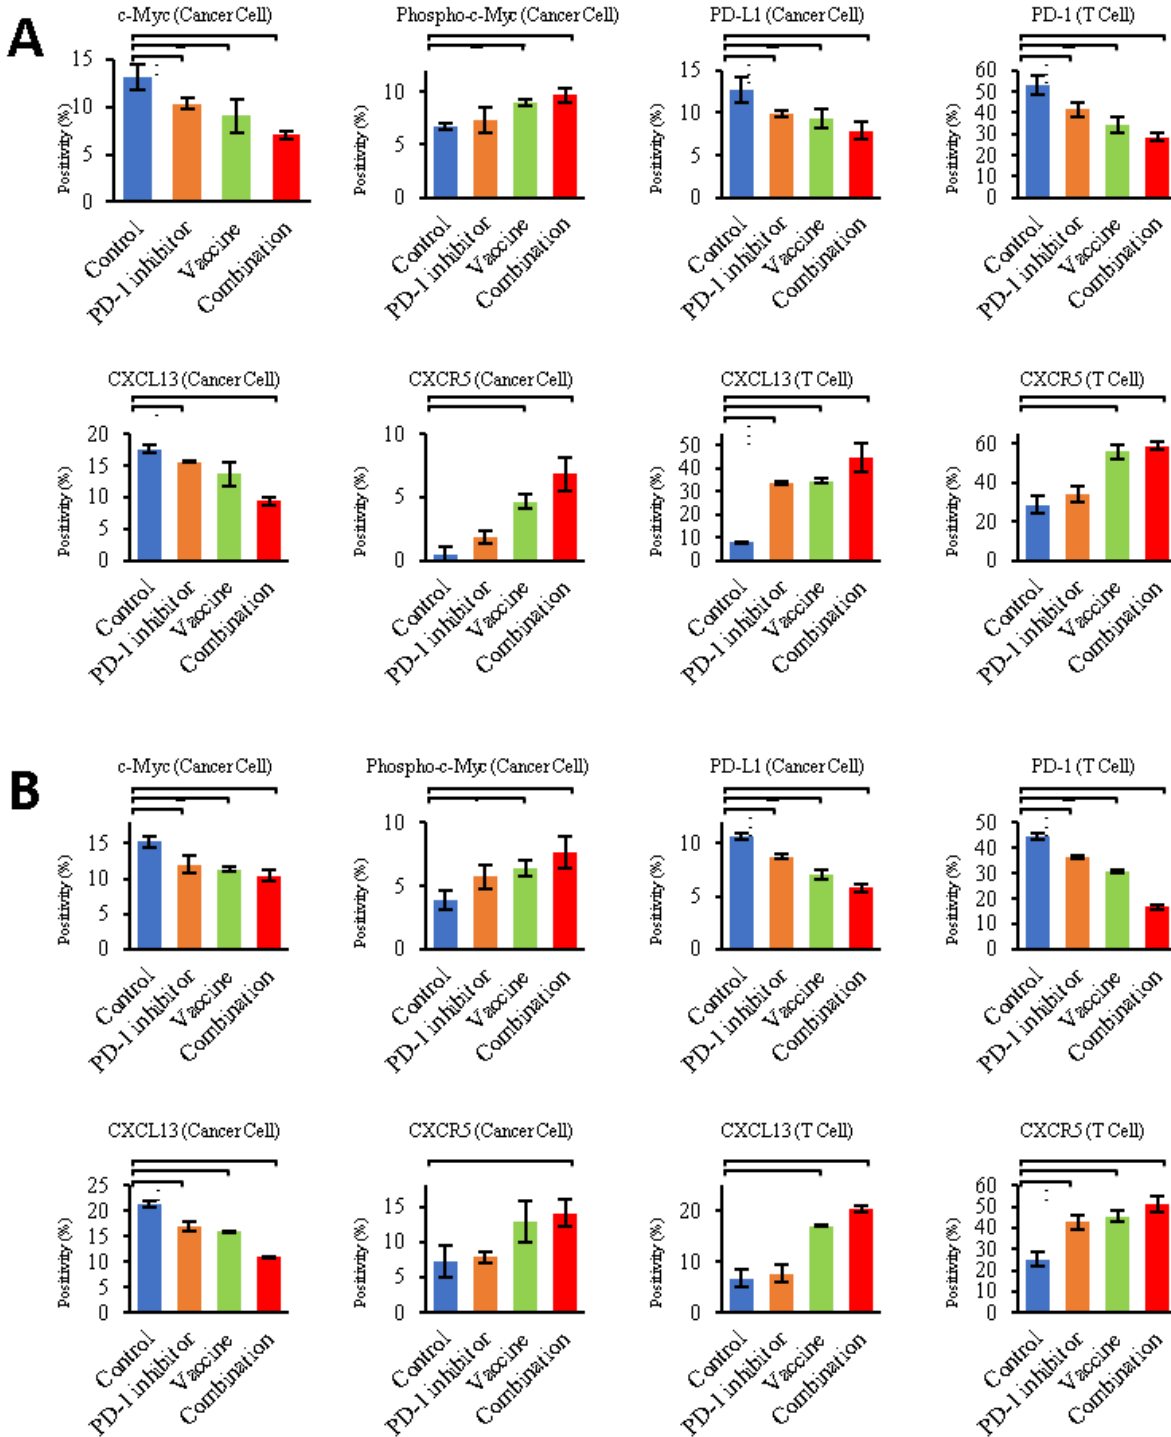 A
c-Myc (Cancer Cell)
Positivity (%)
15
10
5
0
Control
PD-1 inhibitor
Vaccine
Combination
Phospho-c-Myc (Cancer Cell)
Positivity (%)
10
5
0
Control
PD-1 inhibitor
Vaccine
Combination
PD-L1 (Cancer Cell)
Positivity (%)
15
10
5
0
Control
PD-1 inhibitor
Vaccine
Combination
PD-1 (T Cell)
Positivity (%)
60
50
40
30
20
10
0
Control
PD-1 inhibitor
Vaccine
Combination
CXCL13 (Cancer Cell)
Positivity (%)
20
15
10
5
0
Control
PD-1 inhibitor
Vaccine
Combination
CXCR5 (Cancer Cell)
Positivity (%)
10
5
0
Control
PD-1 inhibitor
Vaccine
Combination
CXCL13 (T Cell)
Positivity (%)
50
40
30
20
10
0
Control
PD-1 inhibitor
Vaccine
Combination
CXCR5 (T Cell)
Positivity (%)
60
40
20
0
Control
PD-1 inhibitor
Vaccine
Combination
B
c-Myc (Cancer Cell)
Positivity (%)
15
10
5
0
Control
PD-1 inhibitor
Vaccine
Combination
Phospho-c-Myc (Cancer Cell)
Positivity (%)
10
5
0
Control
PD-1 inhibitor
Vaccine
Combination
PD-L1 (Cancer Cell)
Positivity (%)
10
5
0
Control
PD-1 inhibitor
Vaccine
Combination
PD-1 (T Cell)
Positivity (%)
50
40
30
20
10
0
Control
PD-1 inhibitor
Vaccine
Combination
CXCL13 (Cancer Cell)
Positivity (%)
25
20
15
10
5
0
Control
PD-1 inhibitor
Vaccine
Combination
CXCR5 (Cancer Cell)
Positivity (%)
15
10
5
0
Control
PD-1 inhibitor
Vaccine
Combination
CXCL13 (T Cell)
Positivity (%)
20
10
0
Control
PD-1 inhibitor
Vaccine
Combination
CXCR5 (T Cell)
Positivity (%)
60
50
40
30
20
10
0
Control
PD-1 inhibitor
Vaccine
Combination